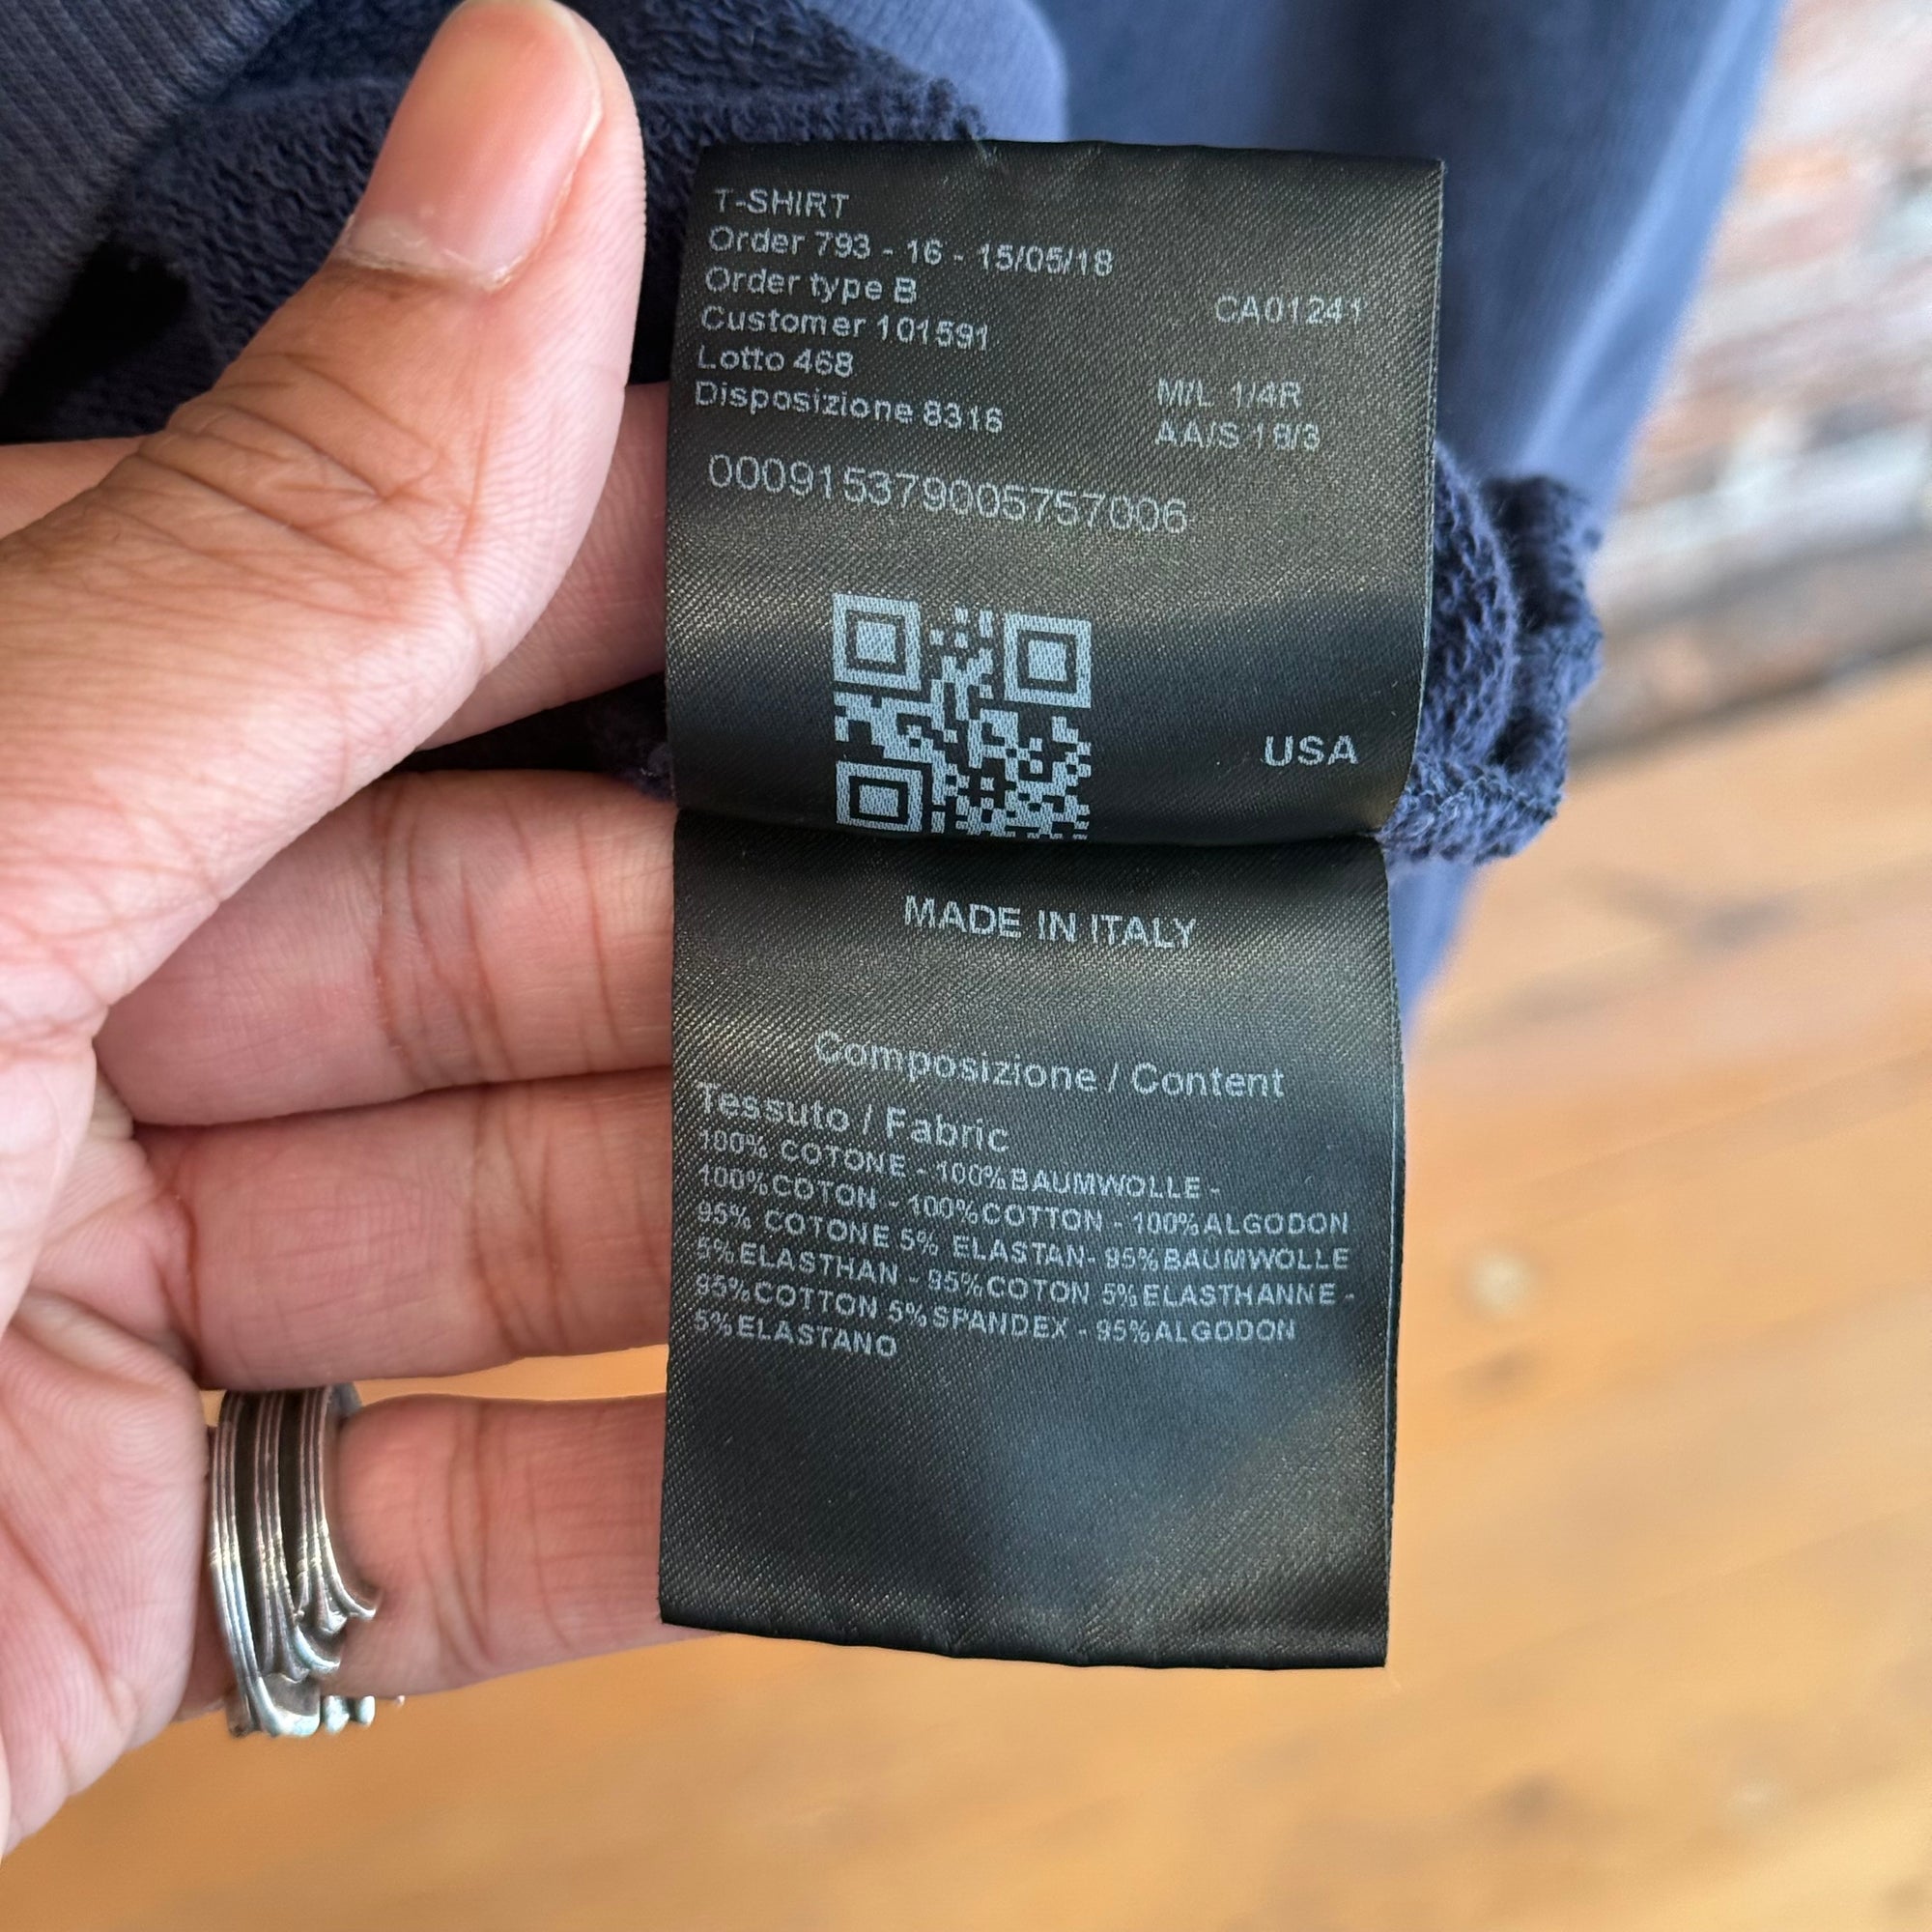 T-SHIRT
Order 793 - 16 - 15/05/18
Order type B
CA01241
Customer 101591
Lotto 468
M/L 1/4R
Disposizione 8316
AA/S 19/3
000915379005757006
USA
MADE IN ITALY
Composizione / Content
Tessuto / Fabric
100% COTONE - 100%BAUMWOLLE -
100%COTON - 100%COTTON - 100%ALGODON
95% COTONE 5% ELASTAN- 95%BAUMWOLLE
5%ELASTHAN - 95%COTON 5%ELASTHANNE -
95%COTTON 5%SPANDEX - 95%ALGODON
5%ELASTANO